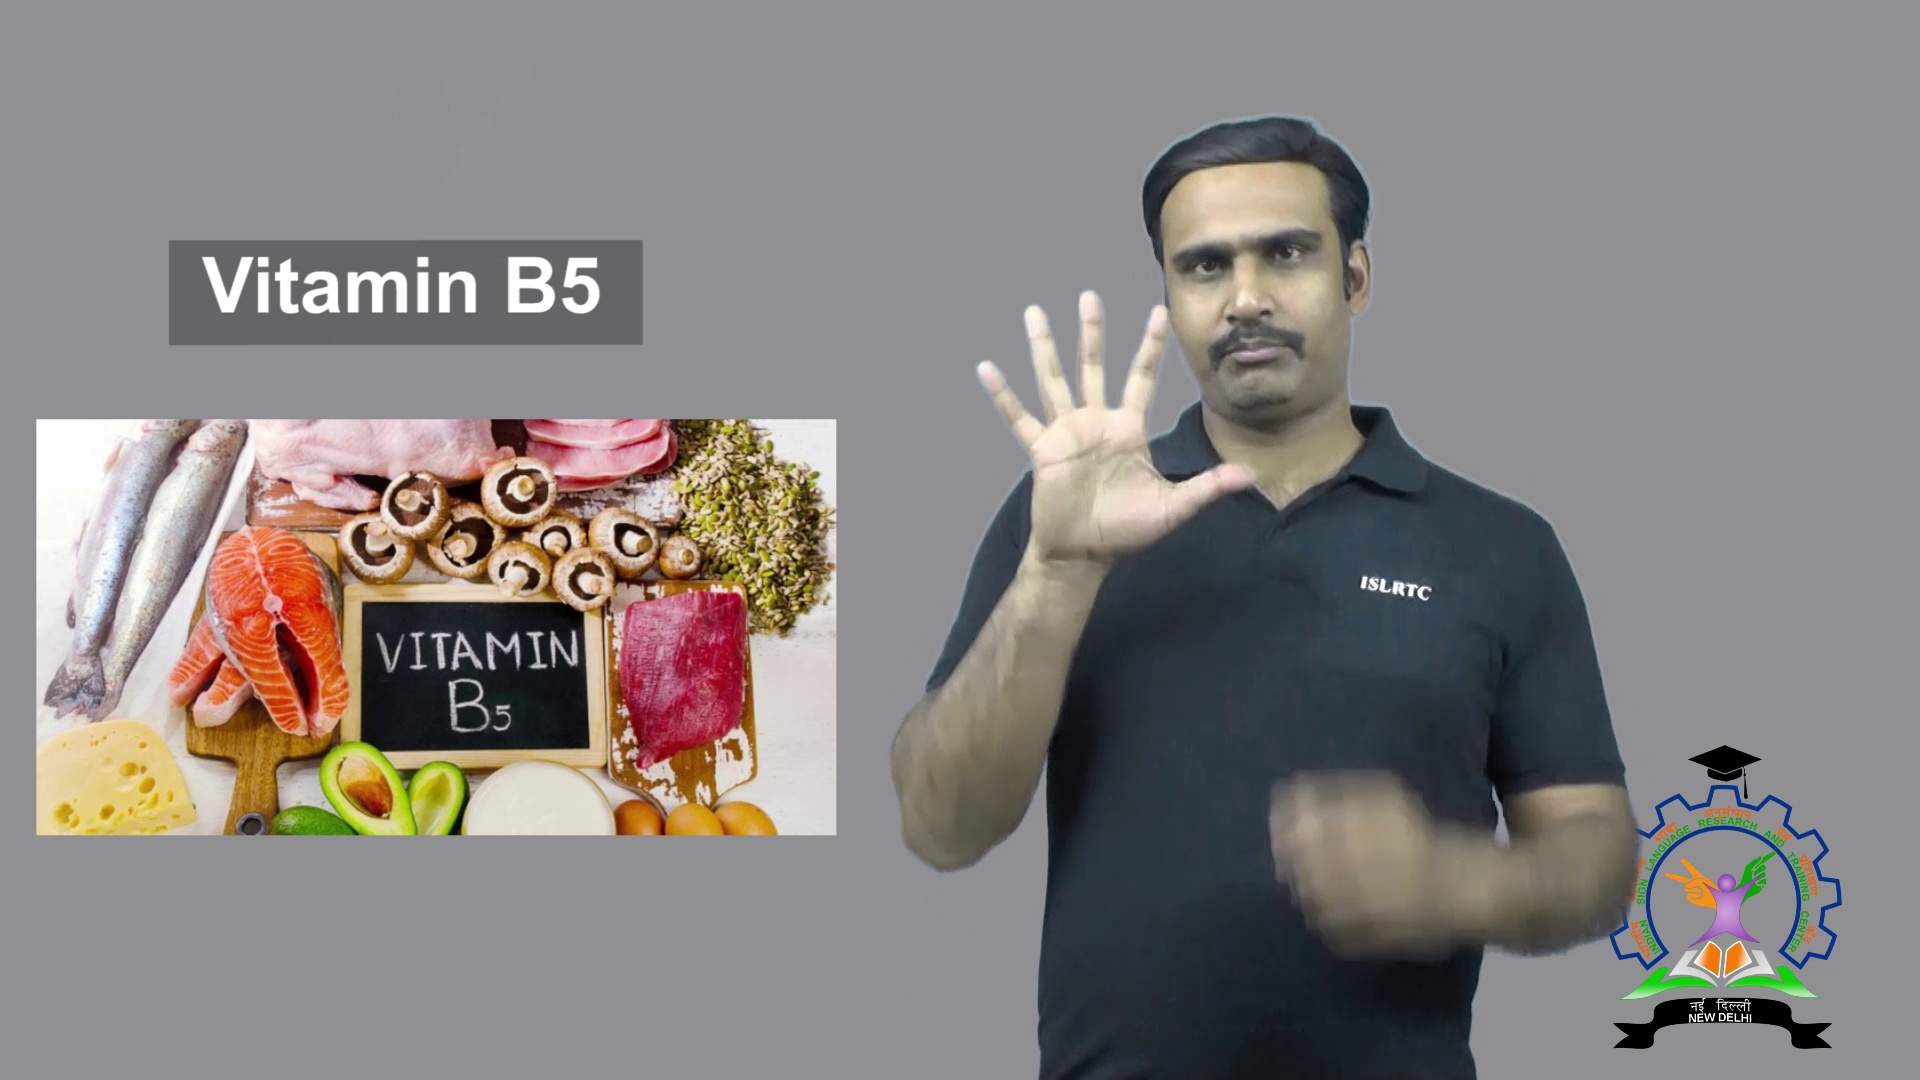 Vitamin B5
VITAMIN
B5
ISLRTC
INDIAN SIGN LANGUAGE RESEARCH AND TRAINING CENTER
नई दिल्ली
NEW DELHI